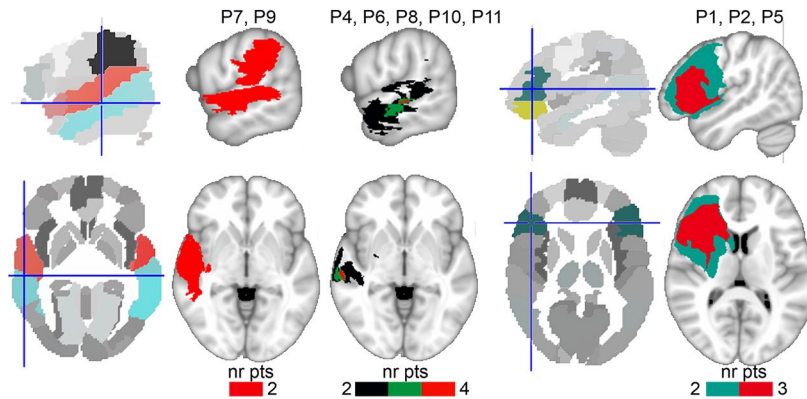 P7, P9
P4, P6, P8, P10, P11
P1, P2, P5
nr pts
2
nr pts
2 4
nr pts
2 3